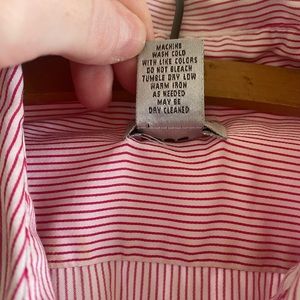 MACHINE
WASH COLD
WITH LIKE COLORS
DO NOT BLEACH
TUMBLE DRY LOW
WARM IRON
AS NEEDED
MAY BE
DRY CLEANED